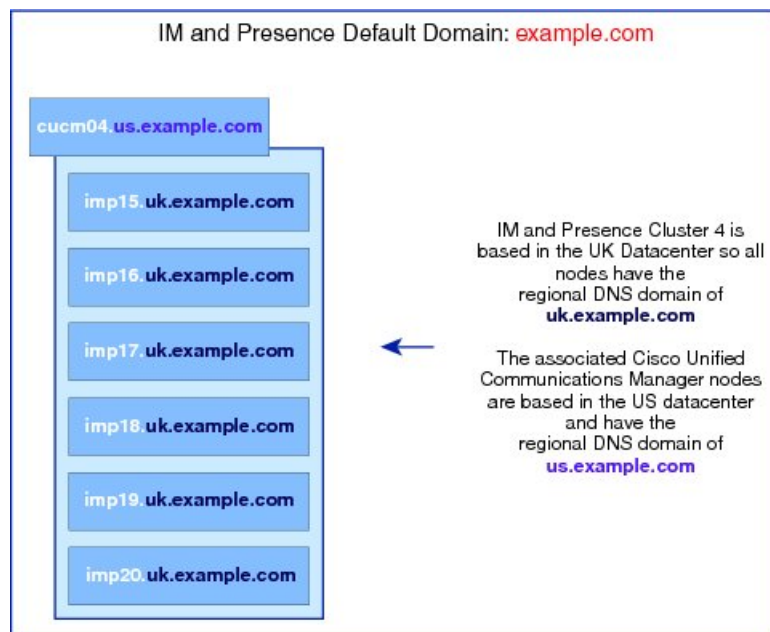 IM and Presence Default Domain: example.com
cucm04.us.example.com
imp15.uk.example.com
imp16.uk.example.com
imp17.uk.example.com
imp18.uk.example.com
imp19.uk.example.com
imp20.uk.example.com
IM and Presence Cluster 4 is
based in the UK Datacenter so all
nodes have the
regional DNS domain of
uk.example.com
The associated Cisco Unified
Communications Manager nodes
are based in the US datacenter
and have the
regional DNS domain of
us.example.com